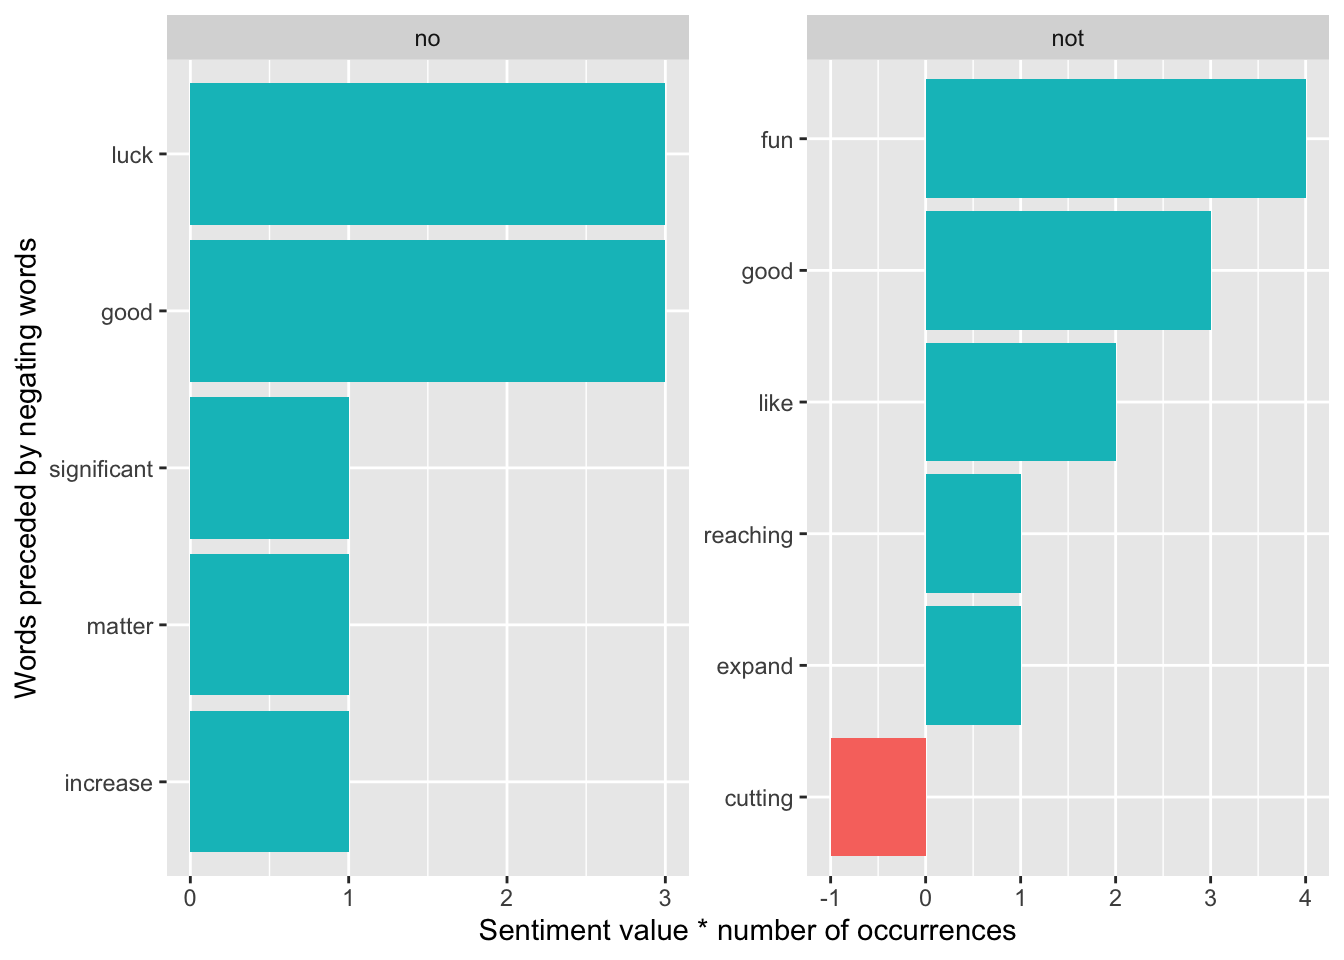 no
not
Words preceded by negating words
luck
good
significant
matter
increase
0 1 2 3
fun
good
like
reaching
expand
cutting
-1 0 1 2 3 4
Sentiment value * number of occurrences